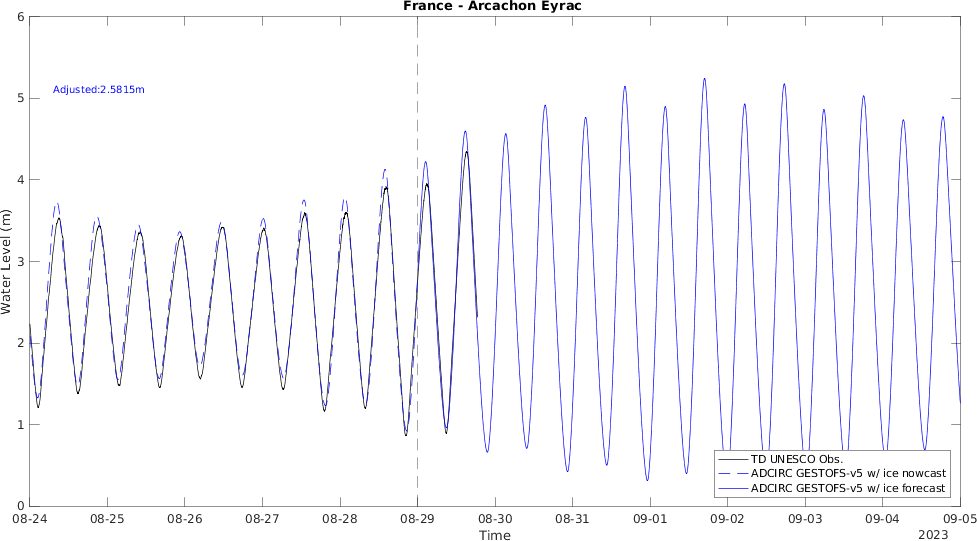 France - Arcachon Eyrac
6
5
4
3
2
1
0
Adjusted:2.5815m
Water Level (m)
TD UNESCO Obs.
ADCIRC GESTOFS-v5 w/ ice nowcast
ADCIRC GESTOFS-v5 w/ ice forecast
08-24 08-25 08-26 08-27 08-28 08-29 08-30 08-31 09-01 09-02 09-03 09-04 09-05
Time
2023